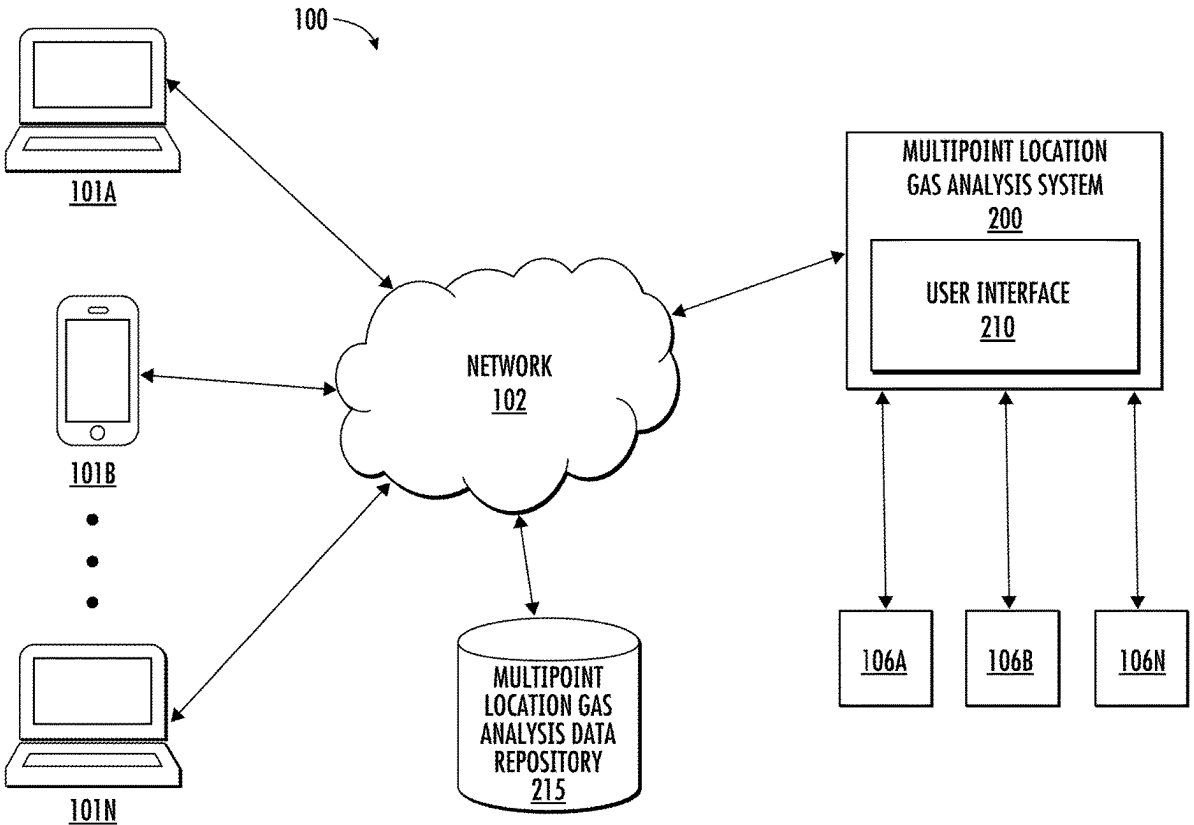 100
101A
MULTIPOINT LOCATION
GAS ANALYSIS SYSTEM
200
USER INTERFACE
210
NETWORK
102
101B
106A
106B
106N
MULTIPOINT
LOCATION GAS
ANALYSIS DATA
REPOSITORY
215
101N